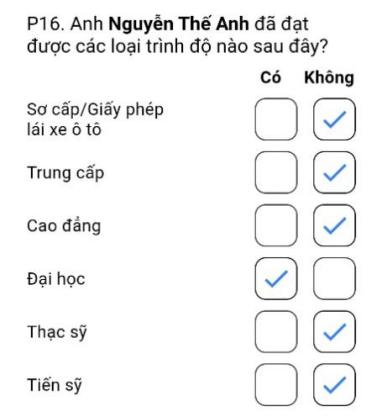 P16. Anh Nguyễn Thế Anh đã đạt
được các loại trình độ nào sau đây?
Có Không
Sơ cấp/Giấy phép
lái xe ô tô
Trung cấp
Cao đẳng
Đại học
Thạc sỹ
Tiến sỹ